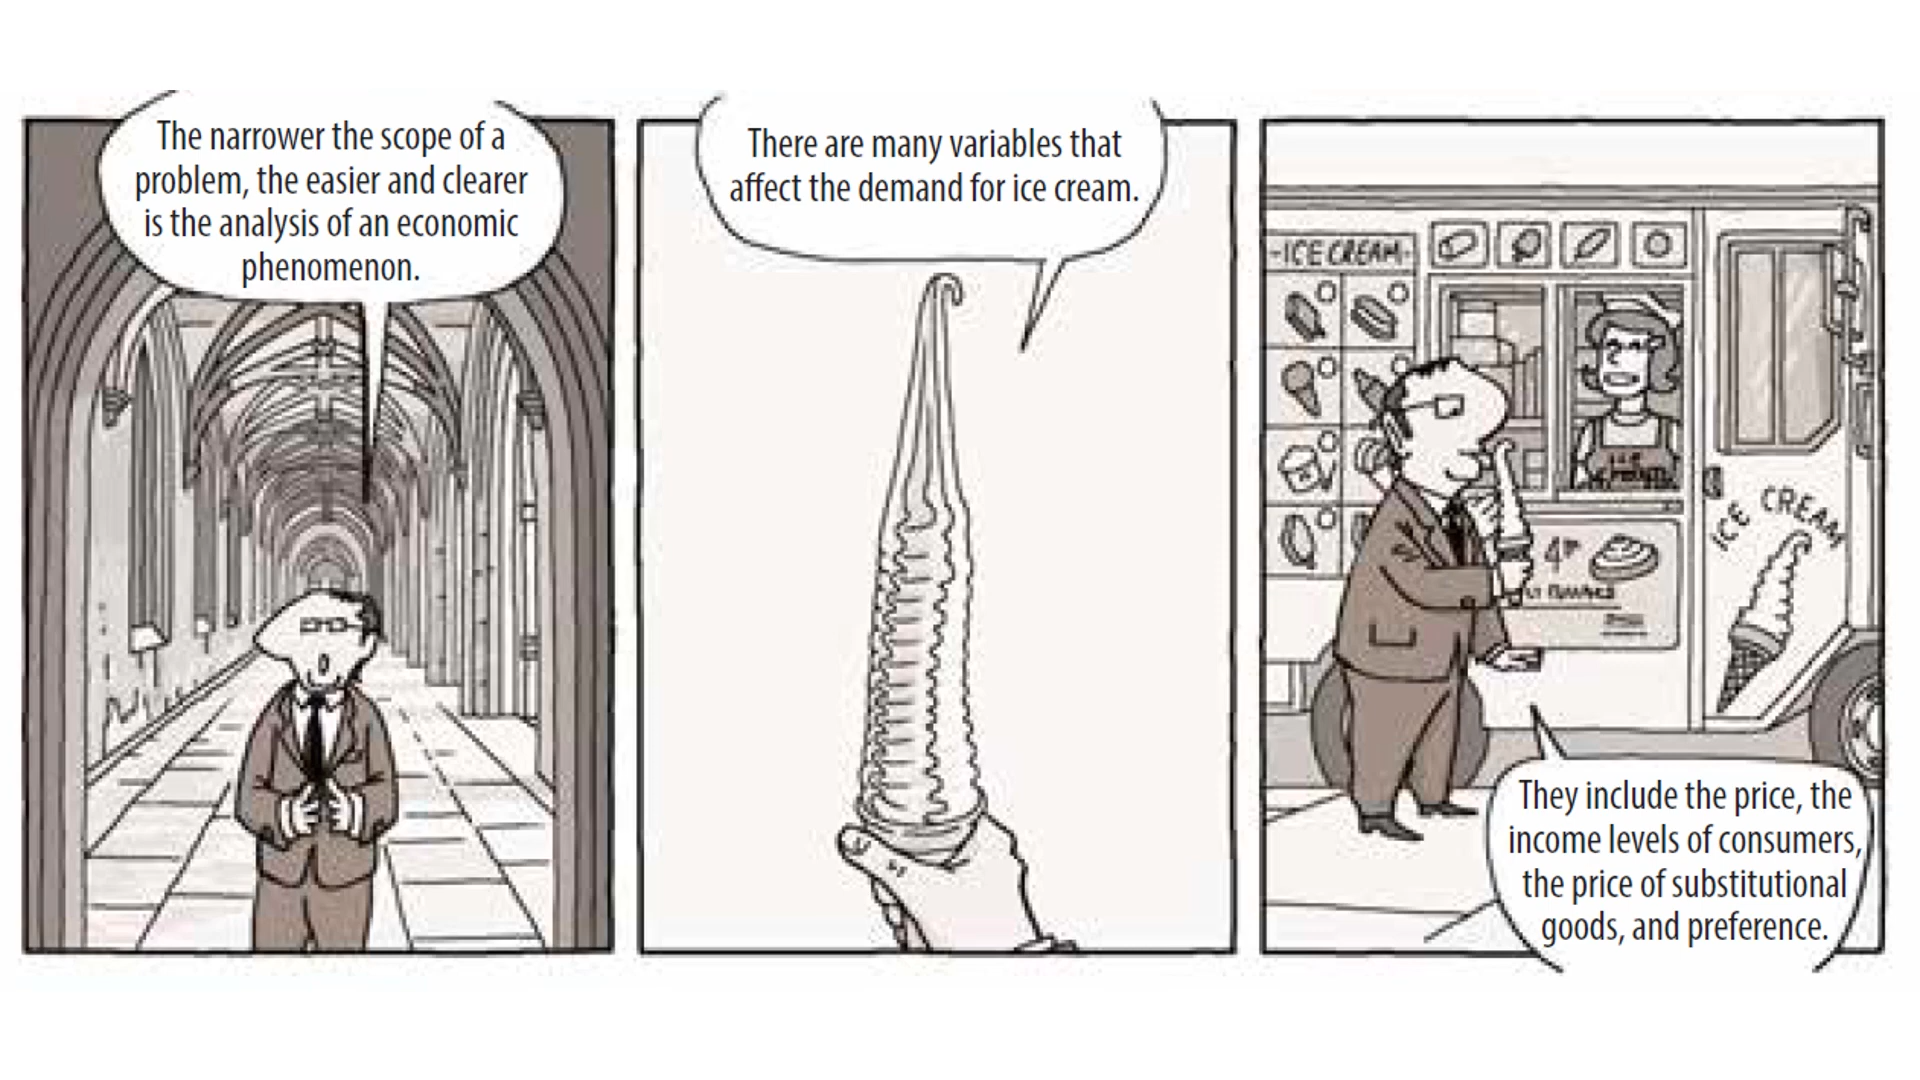 The narrower the scope of a
problem, the easier and clearer
is the analysis of an economic
phenomenon.
There are many variables that
affect the demand for ice cream.
-ICE CREAM-
ICE CREAM
They include the price, the
income levels of consumers,
the price of substitutional
goods, and preference.